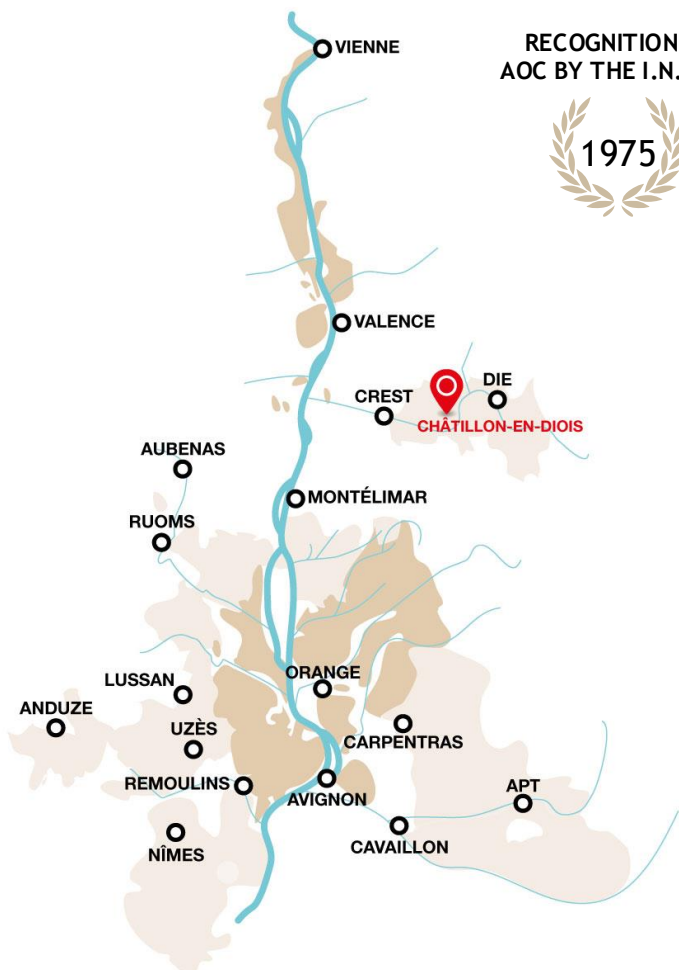 VIENNE
RECOGNITION
AOC BY THE I.N.
1975
VALENCE
CREST
DIE
CHÂTILLON-EN-DIOIS
AUBENAS
MONTÉLIMAR
RUOMS
ORANGE
LUSSAN
ANDUZE
UZÈS
CARPENTRAS
REMOULINS
AVIGNON
APT
NÎMES
CAVAILLON